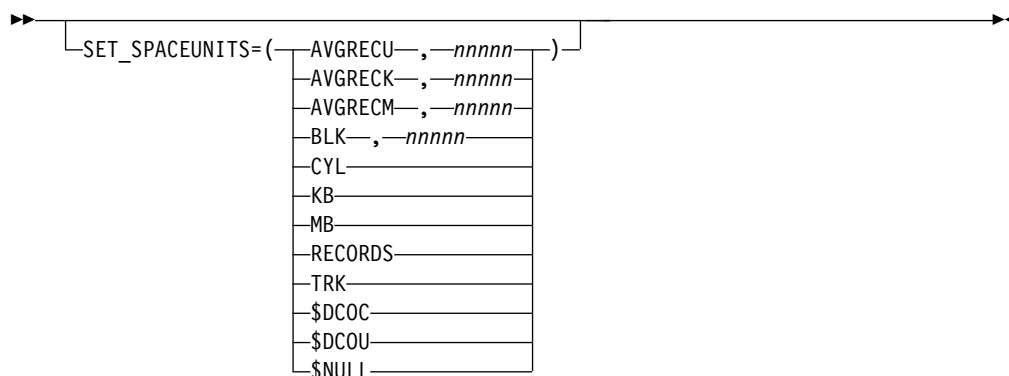 SET_SPACEUNITS=(AVGRECU , nnnnn )
AVGRECK , nnnnn
AVGRECM , nnnnn
BLK , nnnnn
CYL
KB
MB
RECORDS
TRK
$DCOC
$DCOU
$NULL